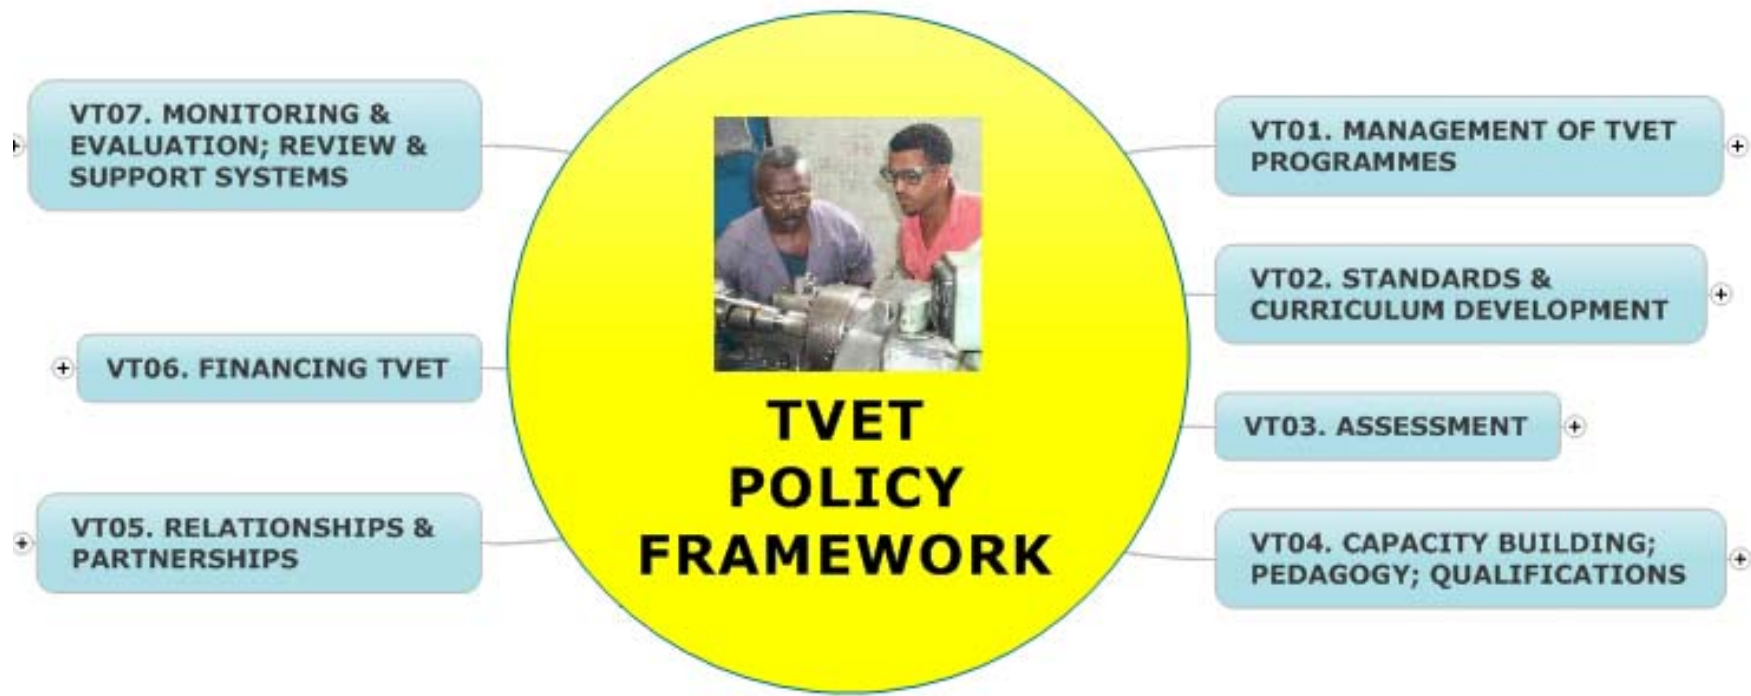 TVET
POLICY
FRAMEWORK
VT01. MANAGEMENT OF TVET
PROGRAMMES
VT02. STANDARDS &
CURRICULUM DEVELOPMENT
VT03. ASSESSMENT
VT04. CAPACITY BUILDING;
PEDAGOGY; QUALIFICATIONS
VT05. RELATIONSHIPS &
PARTNERSHIPS
VT06. FINANCING TVET
VT07. MONITORING &
EVALUATION; REVIEW &
SUPPORT SYSTEMS